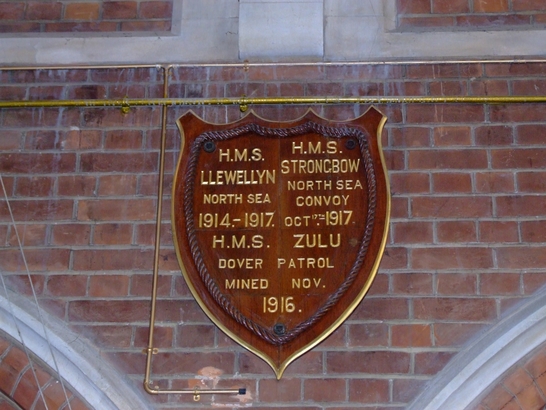 H.M.S.
LLEWELLYN
NORTH SEA
1914.-1917.
H.M.S.
STRONGBOW
NORTH SEA
CONVOY
OCT. 17TH 1917.
H.M.S. ZULU
DOVER PATROL
MINED NOV.
1916.